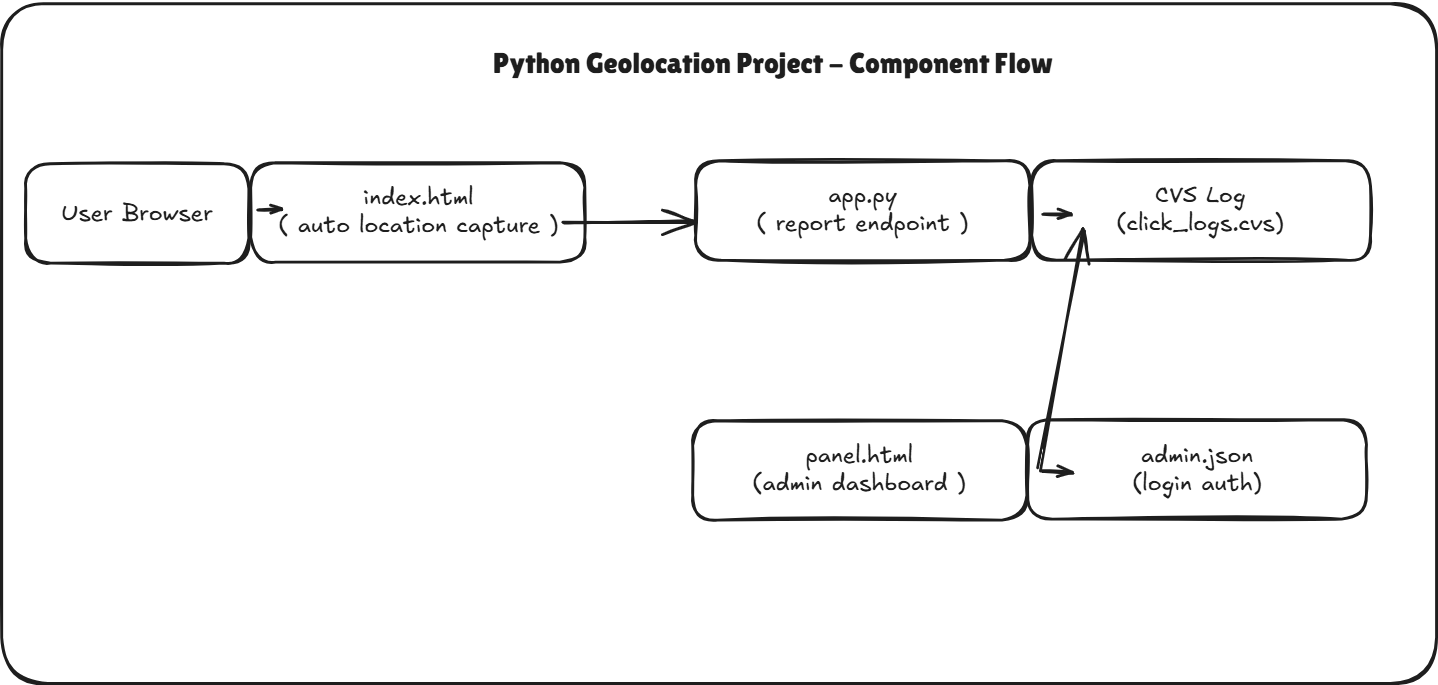 Python Geolocation Project – Component Flow
User Browser
index.html
( auto location capture )
app.py
( report endpoint )
CVS Log
(click_logs.cvs)
panel.html
(admin dashboard )
admin.json
(login auth)